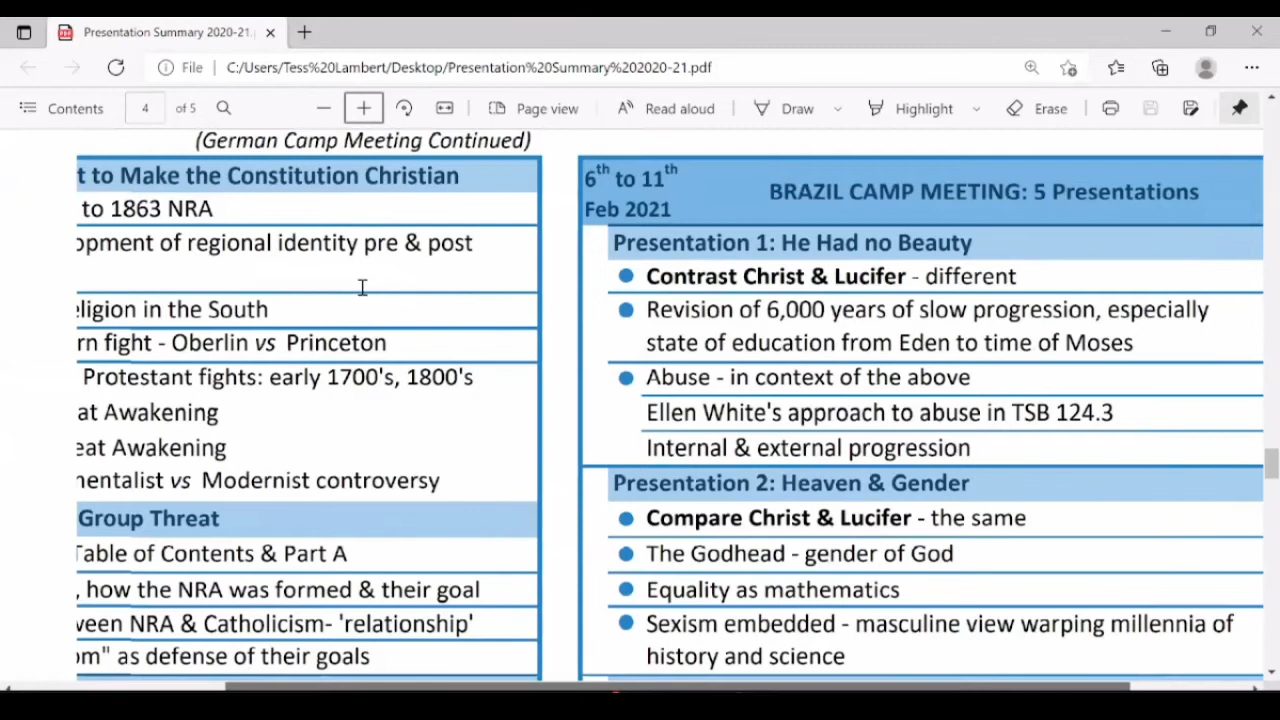 Presentation Summary 2020-21.
File
C:/Users/Tess%20Lambert/Desktop/Presentation%20Summary%202020-21.pdf
Contents
4
of 5
Page view
Read aloud
Draw
Highlight
Erase
(German Camp Meeting Continued)
t to Make the Constitution Christian
to 1863 NRA
opment of regional identity pre & post
eligion in the South
rn fight - Oberlin vs Princeton
Protestant fights: early 1700's, 1800's
at Awakening
eat Awakening
nentalist vs Modernist controversy
Group Threat
Table of Contents & Part A
, how the NRA was formed & their goal
veen NRA & Catholicism- 'relationship'
om" as defense of their goals
6th to 11th
Feb 2021
BRAZIL CAMP MEETING: 5 Presentations
Presentation 1: He Had no Beauty
Contrast Christ & Lucifer - different
Revision of 6,000 years of slow progression, especially
state of education from Eden to time of Moses
Abuse - in context of the above
Ellen White's approach to abuse in TSB 124.3
Internal & external progression
Presentation 2: Heaven & Gender
Compare Christ & Lucifer - the same
The Godhead - gender of God
Equality as mathematics
Sexism embedded - masculine view warping millennia of
history and science